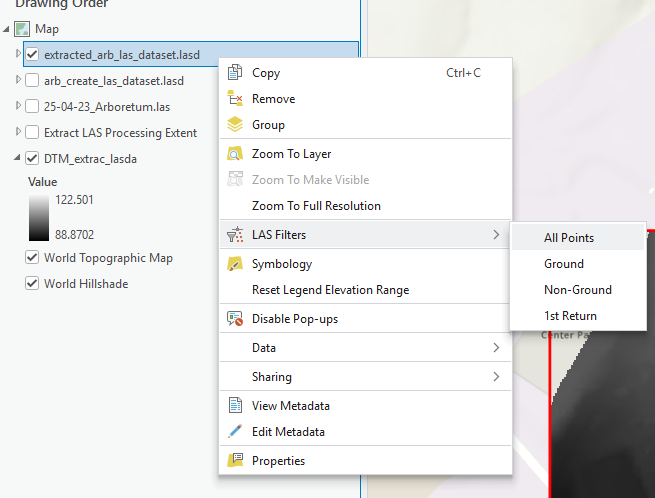 Drawing Order
Map
extracted_arb_las_dataset.lasd
arb_create_las_dataset.lasd
25-04-23_Arboretum.las
Extract LAS Processing Extent
DTM_extrac_lasda
Value
122.501
88.8702
World Topographic Map
World Hillshade
Copy Ctrl+C
Remove
Group
Zoom To Layer
Zoom To Make Visible
Zoom To Full Resolution
LAS Filters
Symbology
Reset Legend Elevation Range
Disable Pop-ups
Data
Sharing
View Metadata
Edit Metadata
Properties
All Points
Ground
Non-Ground
1st Return
Center Pa